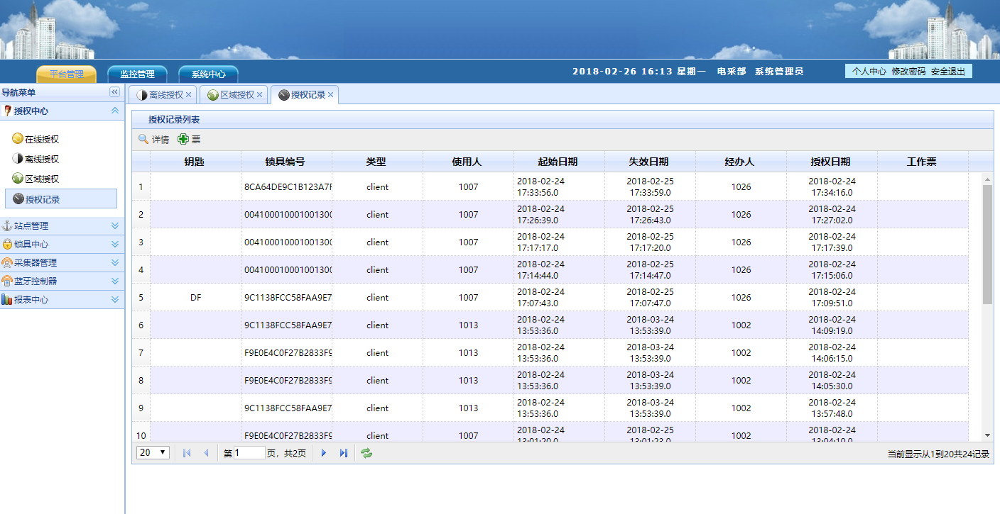 2018-02-26 16:13 星期一 电采部 系统管理员
个人中心 修改密码 安全退出
平台管理 监控管理 系统中心
导航菜单
授权中心
在线授权
离线授权
区域授权
授权记录
站点管理
锁具中心
采集器管理
蓝牙控制器
报表中心
离线授权 区域授权 授权记录
授权记录列表
详情 票
钥匙 锁具编号 类型 使用人 起始日期 失效日期 经办人 授权日期 工作票
1 8CA64DE9C1B123A7F client 1007 2018-02-24 17:33:56.0 2018-02-25 17:33:59.0 1026 2018-02-24 17:34:16.0
2 004100010001001300 client 1007 2018-02-24 17:26:39.0 2018-02-25 17:26:43.0 1026 2018-02-24 17:27:02.0
3 004100010001001300 client 1007 2018-02-24 17:17:17.0 2018-02-25 17:17:20.0 1026 2018-02-24 17:17:39.0
4 004100010001001300 client 1007 2018-02-24 17:14:44.0 2018-02-25 17:14:47.0 1026 2018-02-24 17:15:06.0
5 DF 9C1138FCC58FAA9E7 client 1007 2018-02-24 17:07:43.0 2018-02-25 17:07:47.0 1026 2018-02-24 17:09:51.0
6 9C1138FCC58FAA9E7 client 1013 2018-02-24 13:53:36.0 2018-03-24 13:53:39.0 1002 2018-02-24 14:09:19.0
7 F9E0E4C0F27B2833F9 client 1013 2018-02-24 13:53:36.0 2018-03-24 13:53:39.0 1002 2018-02-24 14:06:15.0
8 F9E0E4C0F27B2833F9 client 1013 2018-02-24 13:53:36.0 2018-03-24 13:53:39.0 1002 2018-02-24 14:05:30.0
9 9C1138FCC58FAA9E7 client 1013 2018-02-24 13:53:36.0 2018-03-24 13:53:39.0 1002 2018-02-24 13:57:48.0
10 F9E0E4C0F27B2833F9 client 1007 2018-02-24 13:01:20.0 2018-02-25 13:01:23.0 1002 2018-02-24 13:04:10.0
20 第 1 页，共2页
当前显示从1到20共24记录